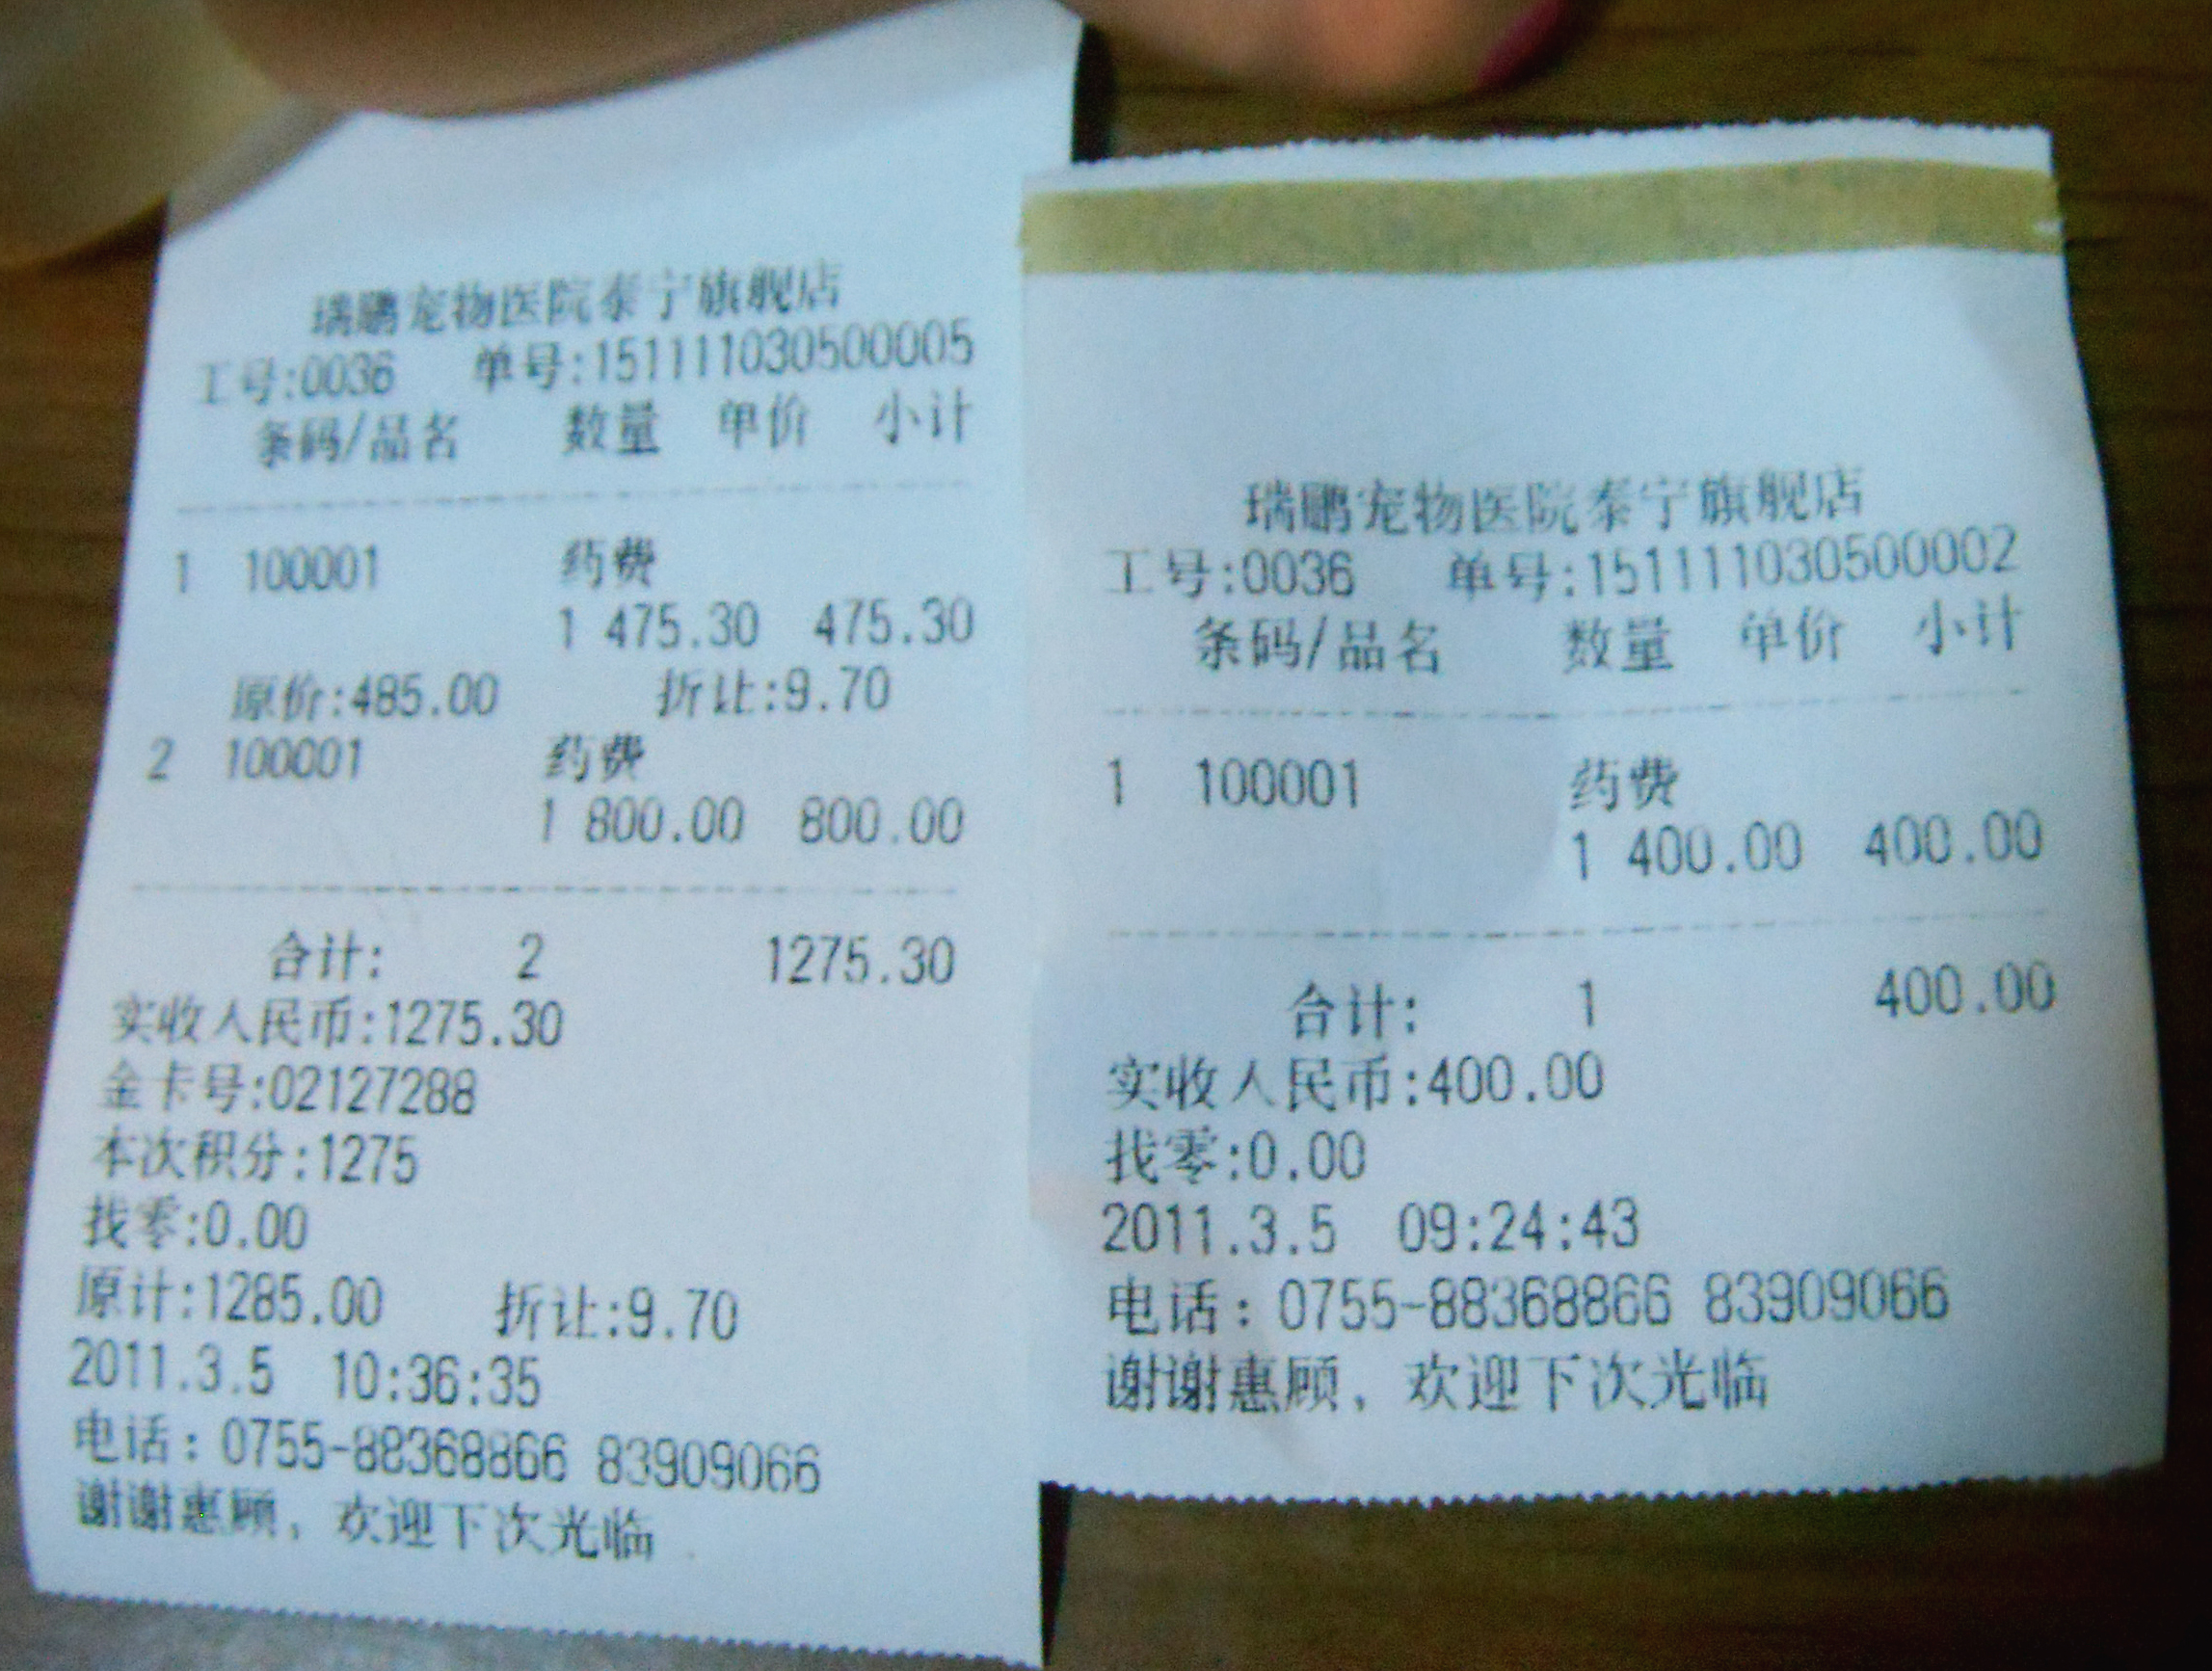 瑞鹏宠物医院泰宁旗舰店
工号:0036 单号:151111030500005
条码/品名 数量 单价 小计
1 100001 药费
1 475.30 475.30
原价:485.00 折让:9.70
2 100001 药费
1 800.00 800.00
合计: 2 1275.30
实收人民币:1275.30
金卡号:02127288
本次积分:1275
找零:0.00
原计:1285.00 折让:9.70
2011.3.5 10:36:35
电话: 0755-88368866 83909066
谢谢惠顾, 欢迎下次光临
瑞鹏宠物医院泰宁旗舰店
工号:0036 单号:151111030500002
条码/品名 数量 单价 小计
1 100001 药费
1 400.00 400.00
合计: 1 400.00
实收人民币:400.00
找零:0.00
2011.3.5 09:24:43
电话: 0755-88368866 83909066
谢谢惠顾, 欢迎下次光临